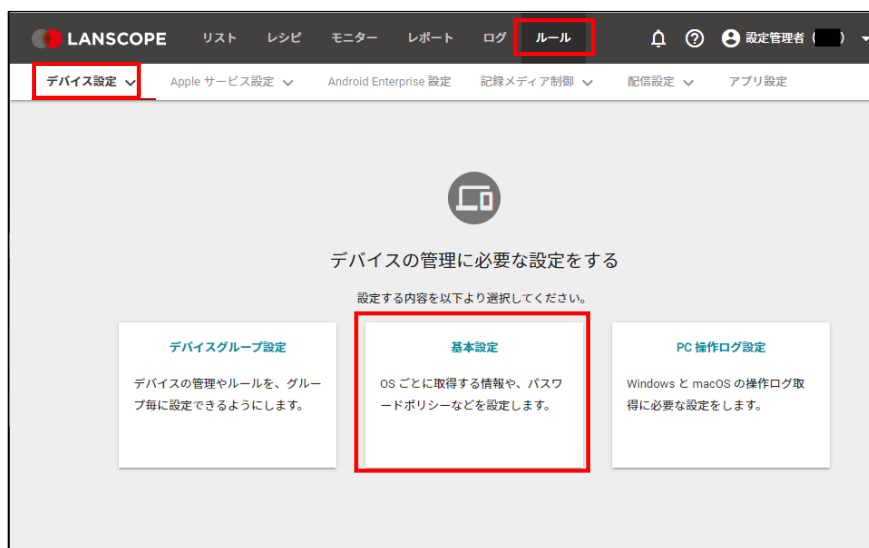 LANSCOPE リスト レシピ モニター レポート ログ ルール 設定管理者 ( )
デバイス設定 Apple サービス設定 Android Enterprise 設定 記録メディア制御 配信設定 アプリ設定
デバイスの管理に必要な設定をする
設定する内容を以下より選択してください。
デバイスグループ設定
デバイスの管理やルールを、グルー
プ毎に設定できるようにします。
基本設定
OS ごとに取得する情報や、パスワ
ードポリシーなどを設定します。
PC 操作ログ設定
Windows と macOS の操作ログ取
得に必要な設定をします。